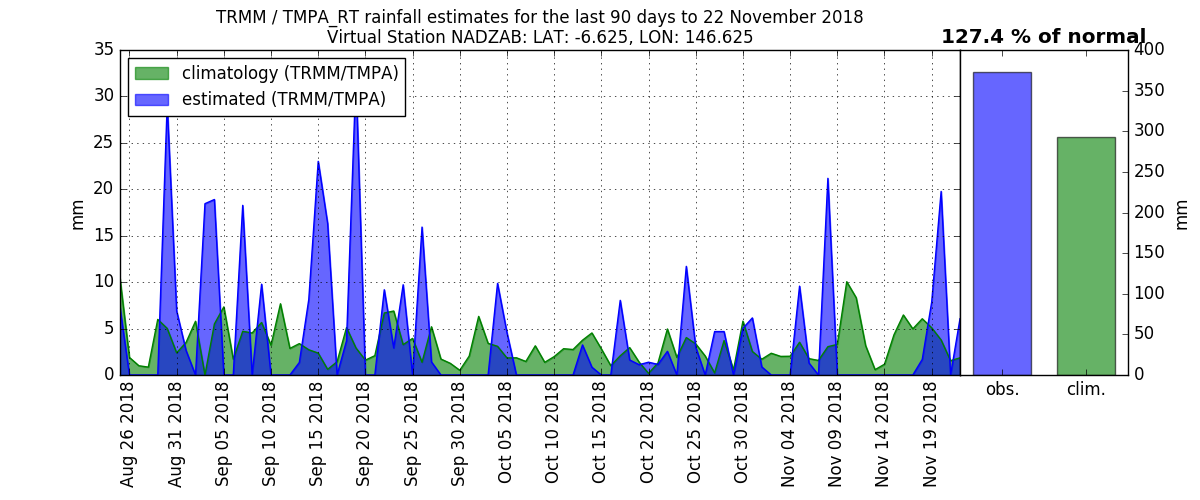 TRMM / TMPA_RT rainfall estimates for the last 90 days to 22 November 2018
Virtual Station NADZAB: LAT: -6.625, LON: 146.625
127.4 % of normal
climatology (TRMM/TMPA)
estimated (TRMM/TMPA)
mm
35
30
25
20
15
10
5
0
Aug 26 2018
Aug 31 2018
Sep 05 2018
Sep 10 2018
Sep 15 2018
Sep 20 2018
Sep 25 2018
Sep 30 2018
Oct 05 2018
Oct 10 2018
Oct 15 2018
Oct 20 2018
Oct 25 2018
Oct 30 2018
Nov 04 2018
Nov 09 2018
Nov 14 2018
Nov 19 2018
400
350
300
250
200
150
100
50
0
mm
obs.
clim.